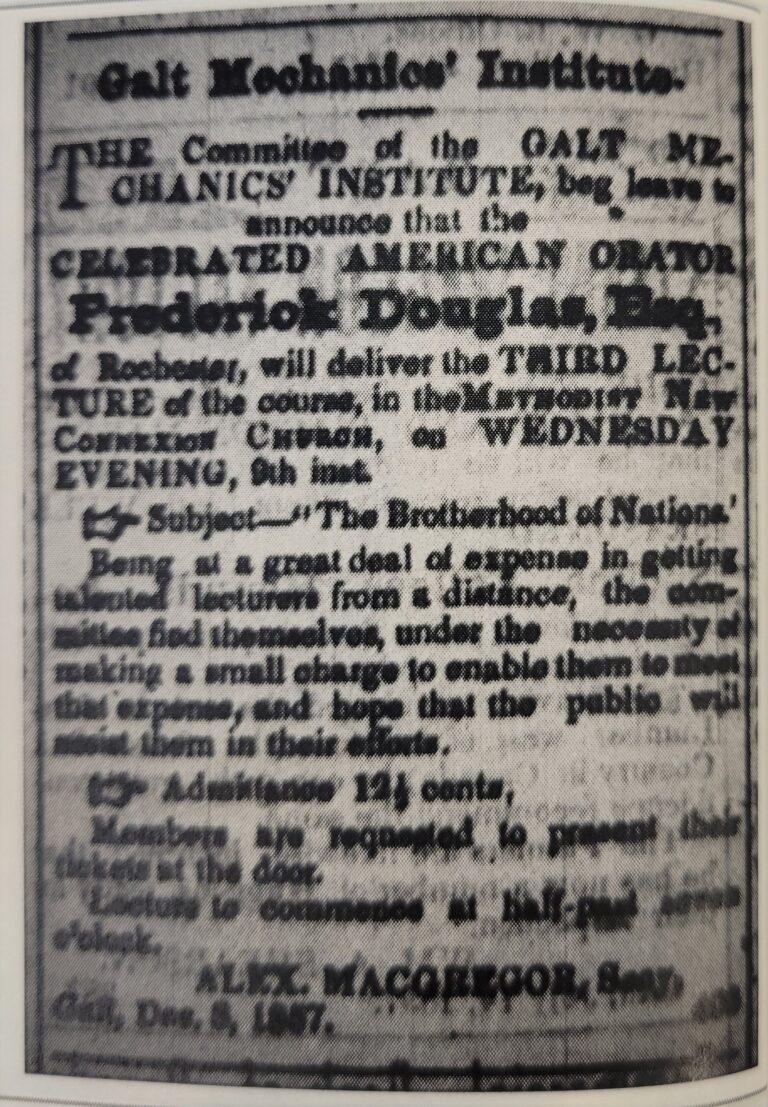 Galt Mechanics' Institute.
THE Committee of the GALT ME-
CHANICS' INSTITUTE, beg leave to
announce that the
CELEBRATED AMERICAN ORATOR
Frederick Douglas, Esq,
of Rochester, will deliver the THIRD LEC-
TURE of the course, in the METHODIST NEW
CONNEXION CHURCH, on WEDNESDAY
EVENING, 9th inst.
☞ Subject—"The Brotherhood of Nations.'
Being at a great deal of expense in getting
talented lecturers from a distance, the com-
mittee find themselves, under the necessity of
making a small charge to enable them to meet
that expense, and hope that the public will
assist them in their efforts.
☞ Admittance 12½ cents,
Members are requested to present their
tickets at the door.
Lecture to commence at half-past seven
o'clock.
ALEX. MACGREGOR, Secy,
Galt, Dec. 1857.